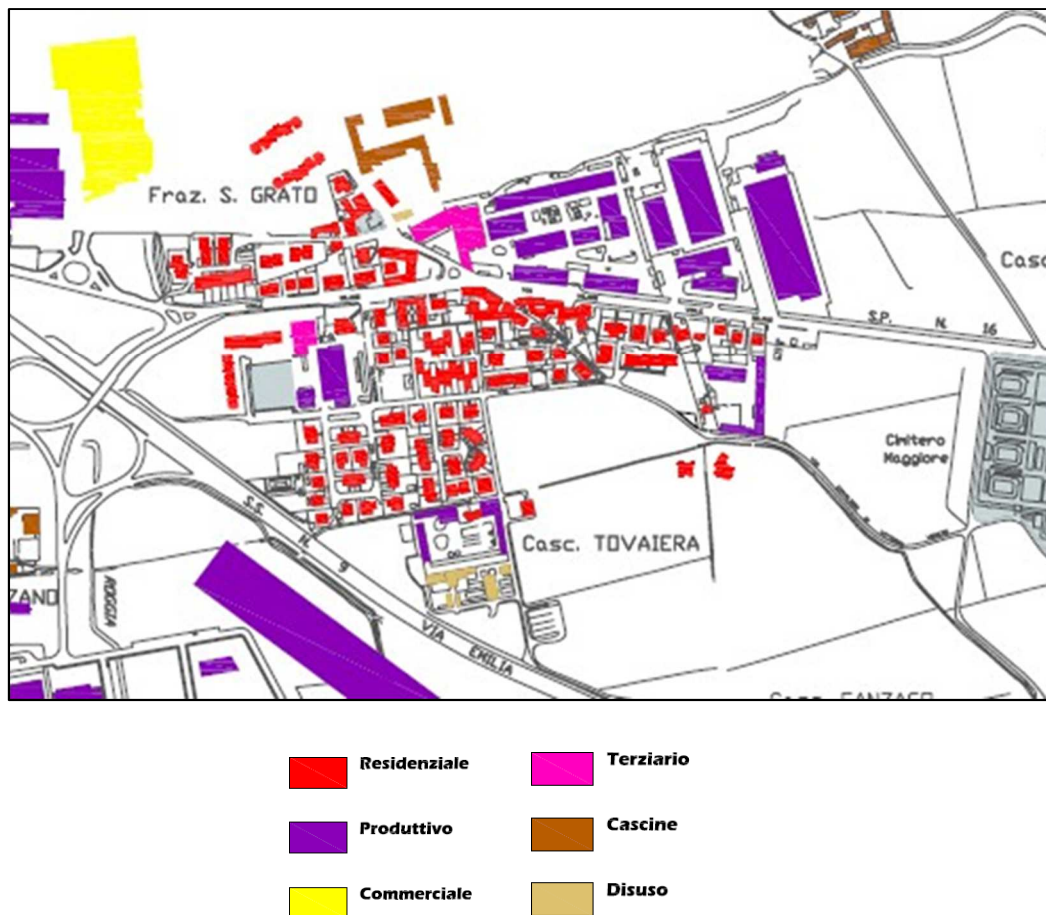 Fraz. S. GRATO
Casc
S.P. N. 16
Cimitero
Maggiore
Casc. TOVAIERA
S.S. N. 9 VIA EMILIA
ZANO
ROGGIA
Residenziale
Terziario
Produttivo
Cascine
Commerciale
Disuso